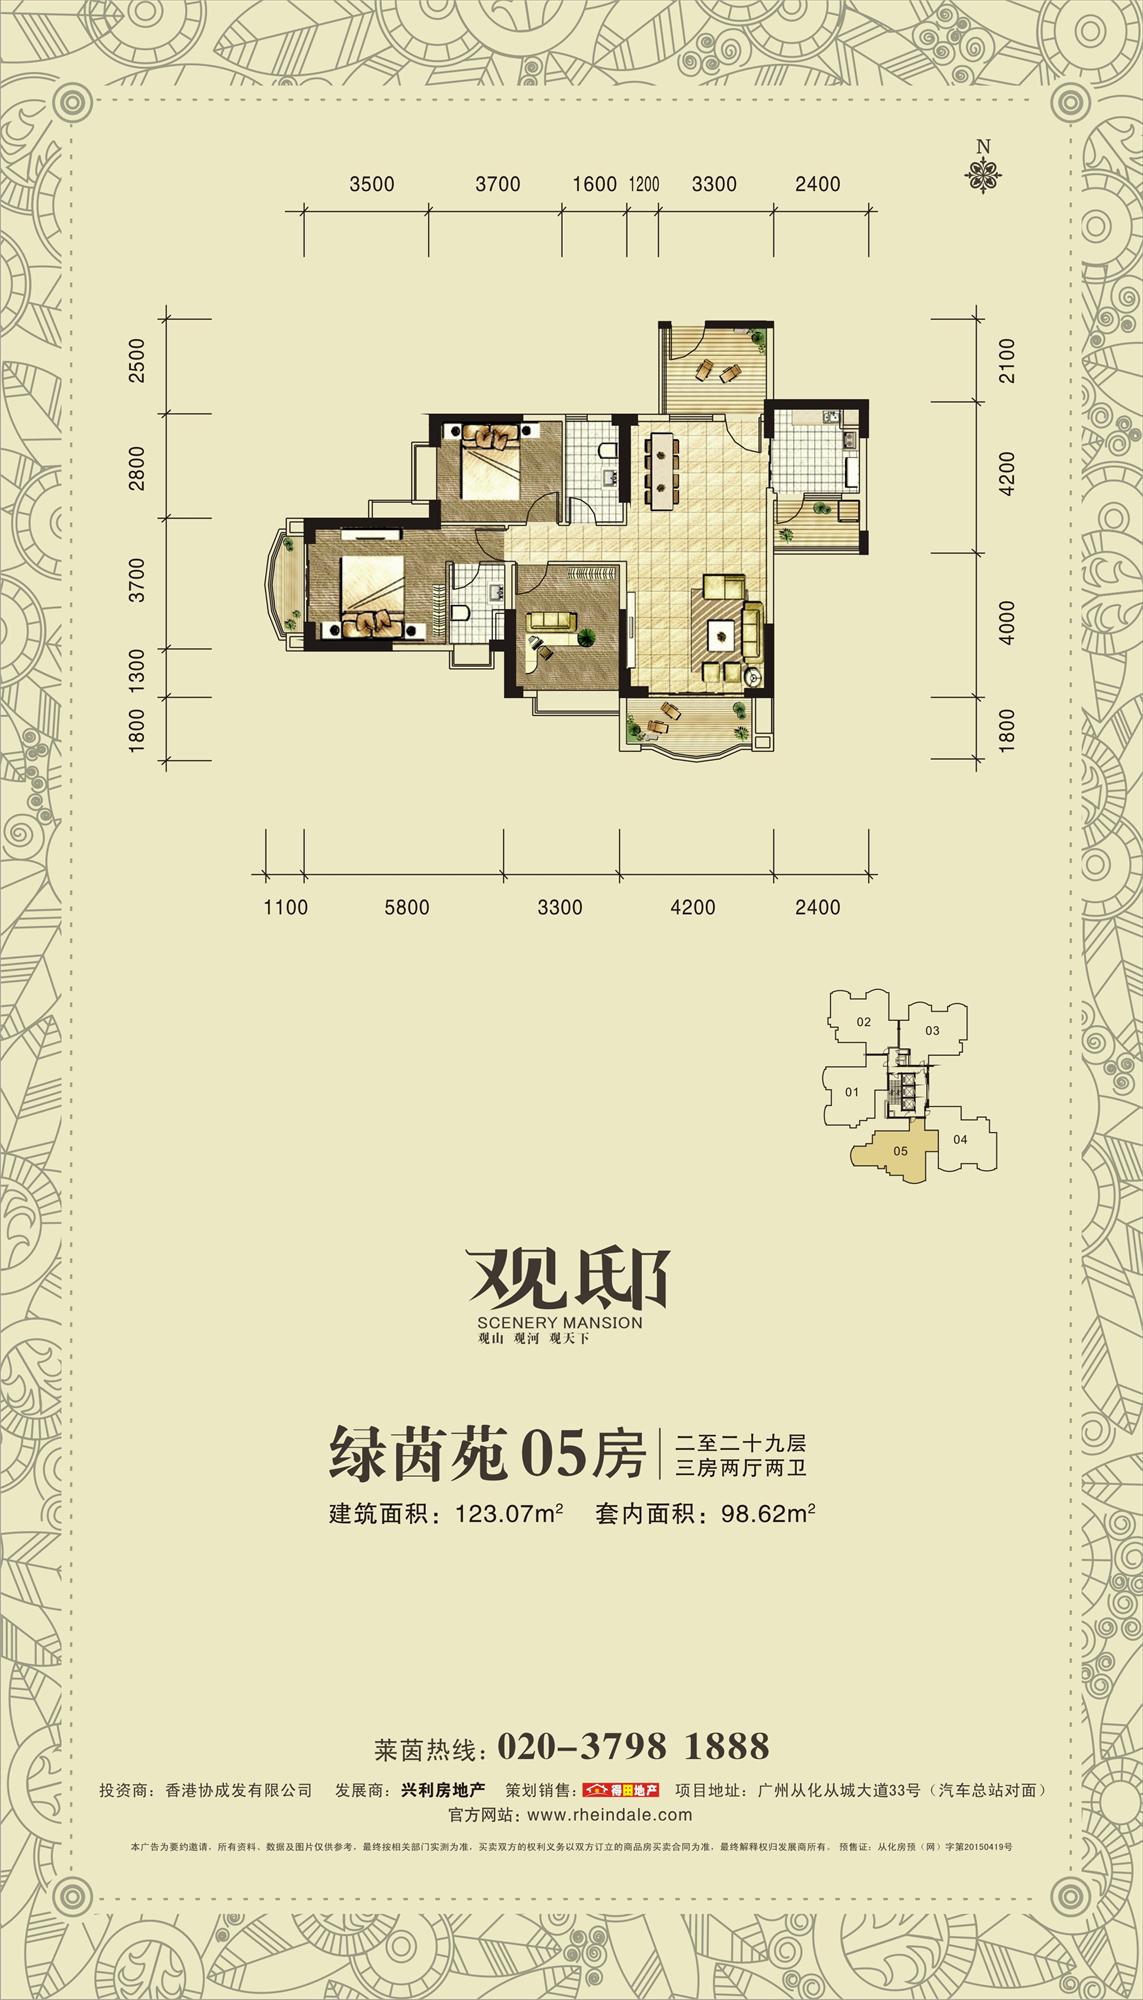 N
3500 3700 1600 1200 3300 2400
2500 2800 3700 1300 1800
2100 4200 4000 1800
1100 5800 3300 4200 2400
02 03
01
05 04
观邸
SCENERY MANSION
观山 观河 观天下
绿茵苑 05房
二至二十九层
三房两厅两卫
建筑面积：123.07m² 套内面积：98.62m²
莱茵热线：020-3798 1888
投资商：香港协成发有限公司 发展商：兴利房地产 策划销售：得田地产 项目地址：广州从化从城大道33号（汽车总站对面）
官方网站：www.rheindale.com
本广告为要约邀请，所有资料、数据及图片仅供参考，最终按相关部门实测为准，买卖双方的权利义务以双方订立的商品房买卖合同为准，最终解释权归发展商所有。 预售证：从化房预（网）字第20150419号